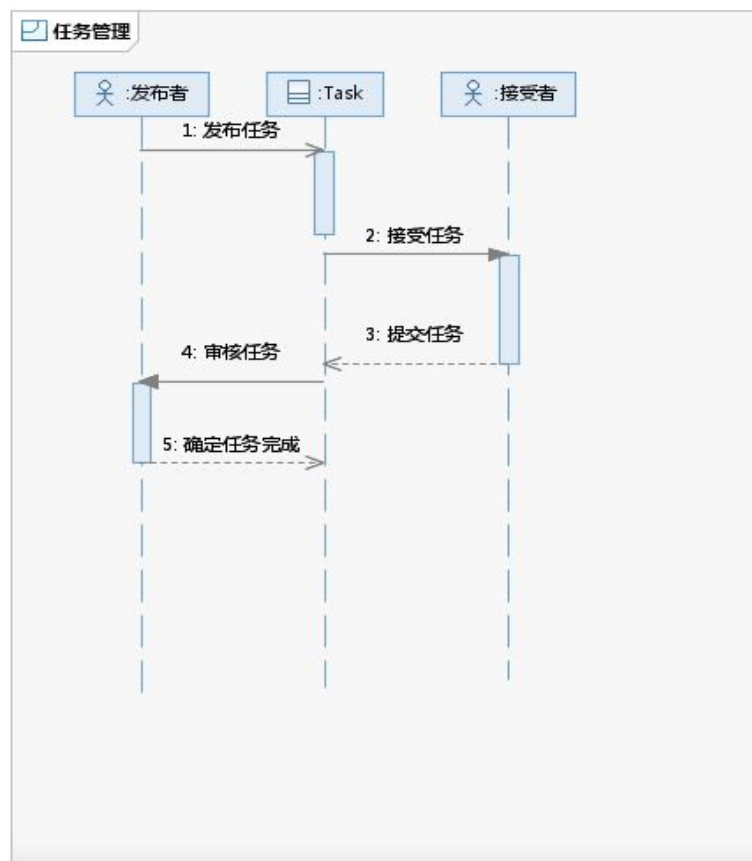 任务管理
:发布者
:Task
:接受者
1: 发布任务
2: 接受任务
3: 提交任务
4: 审核任务
5: 确定任务完成